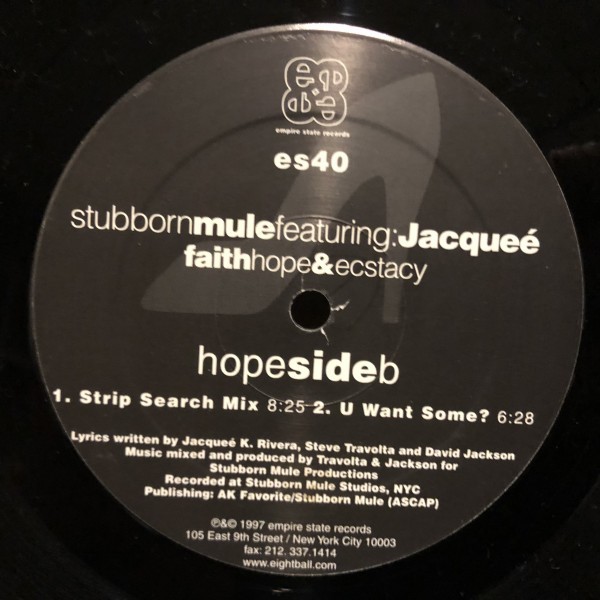 empire state records
es40
stubbornmulefeaturing:Jacqueé
faithhope&ecstacy
hopesideb
1. Strip Search Mix 8:25 2. U Want Some? 6:28
Lyrics written by Jacqueé K. Rivera, Steve Travolta and David Jackson
Music mixed and produced by Travolta & Jackson for
Stubborn Mule Productions
Recorded at Stubborn Mule Studios, NYC
Publishing: AK Favorite/Stubborn Mule (ASCAP)
℗&© 1997 empire state records
105 East 9th Street / New York City 10003
fax: 212. 337.1414
www.eightball.com